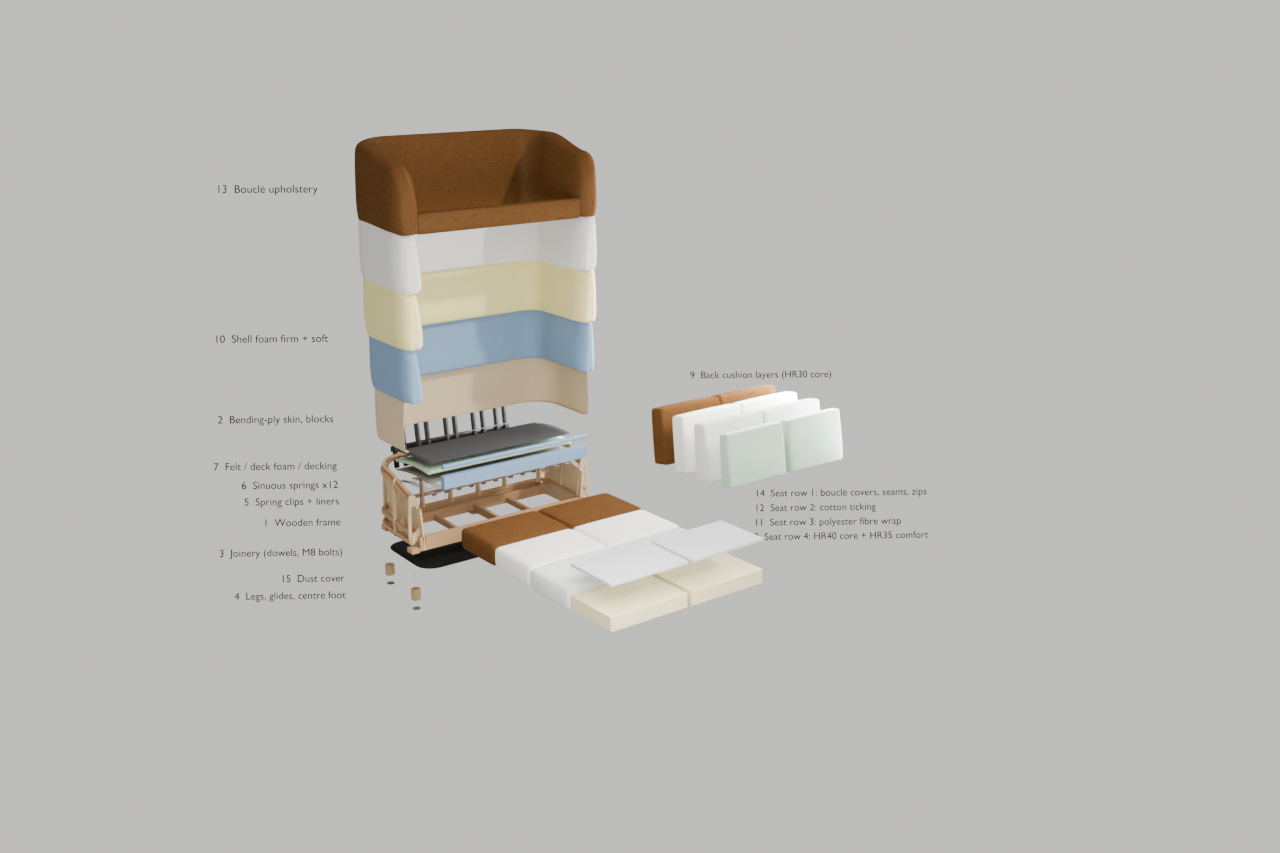 13 Bouclé upholstery
10 Shell foam firm + soft
9 Back cushion layers (HR30 core)
2 Bending-ply skin, blocks
7 Felt / deck foam / decking
6 Sinuous springs x12
5 Spring clips + liners
1 Wooden frame
3 Joinery (dowels, M8 bolts)
15 Dust cover
4 Legs, glides, centre foot
14 Seat row 1: bouclé covers, seams, zips
12 Seat row 2: cotton ticking
11 Seat row 3: polyester fibre wrap
Seat row 4: HR40 core + HR35 comfort